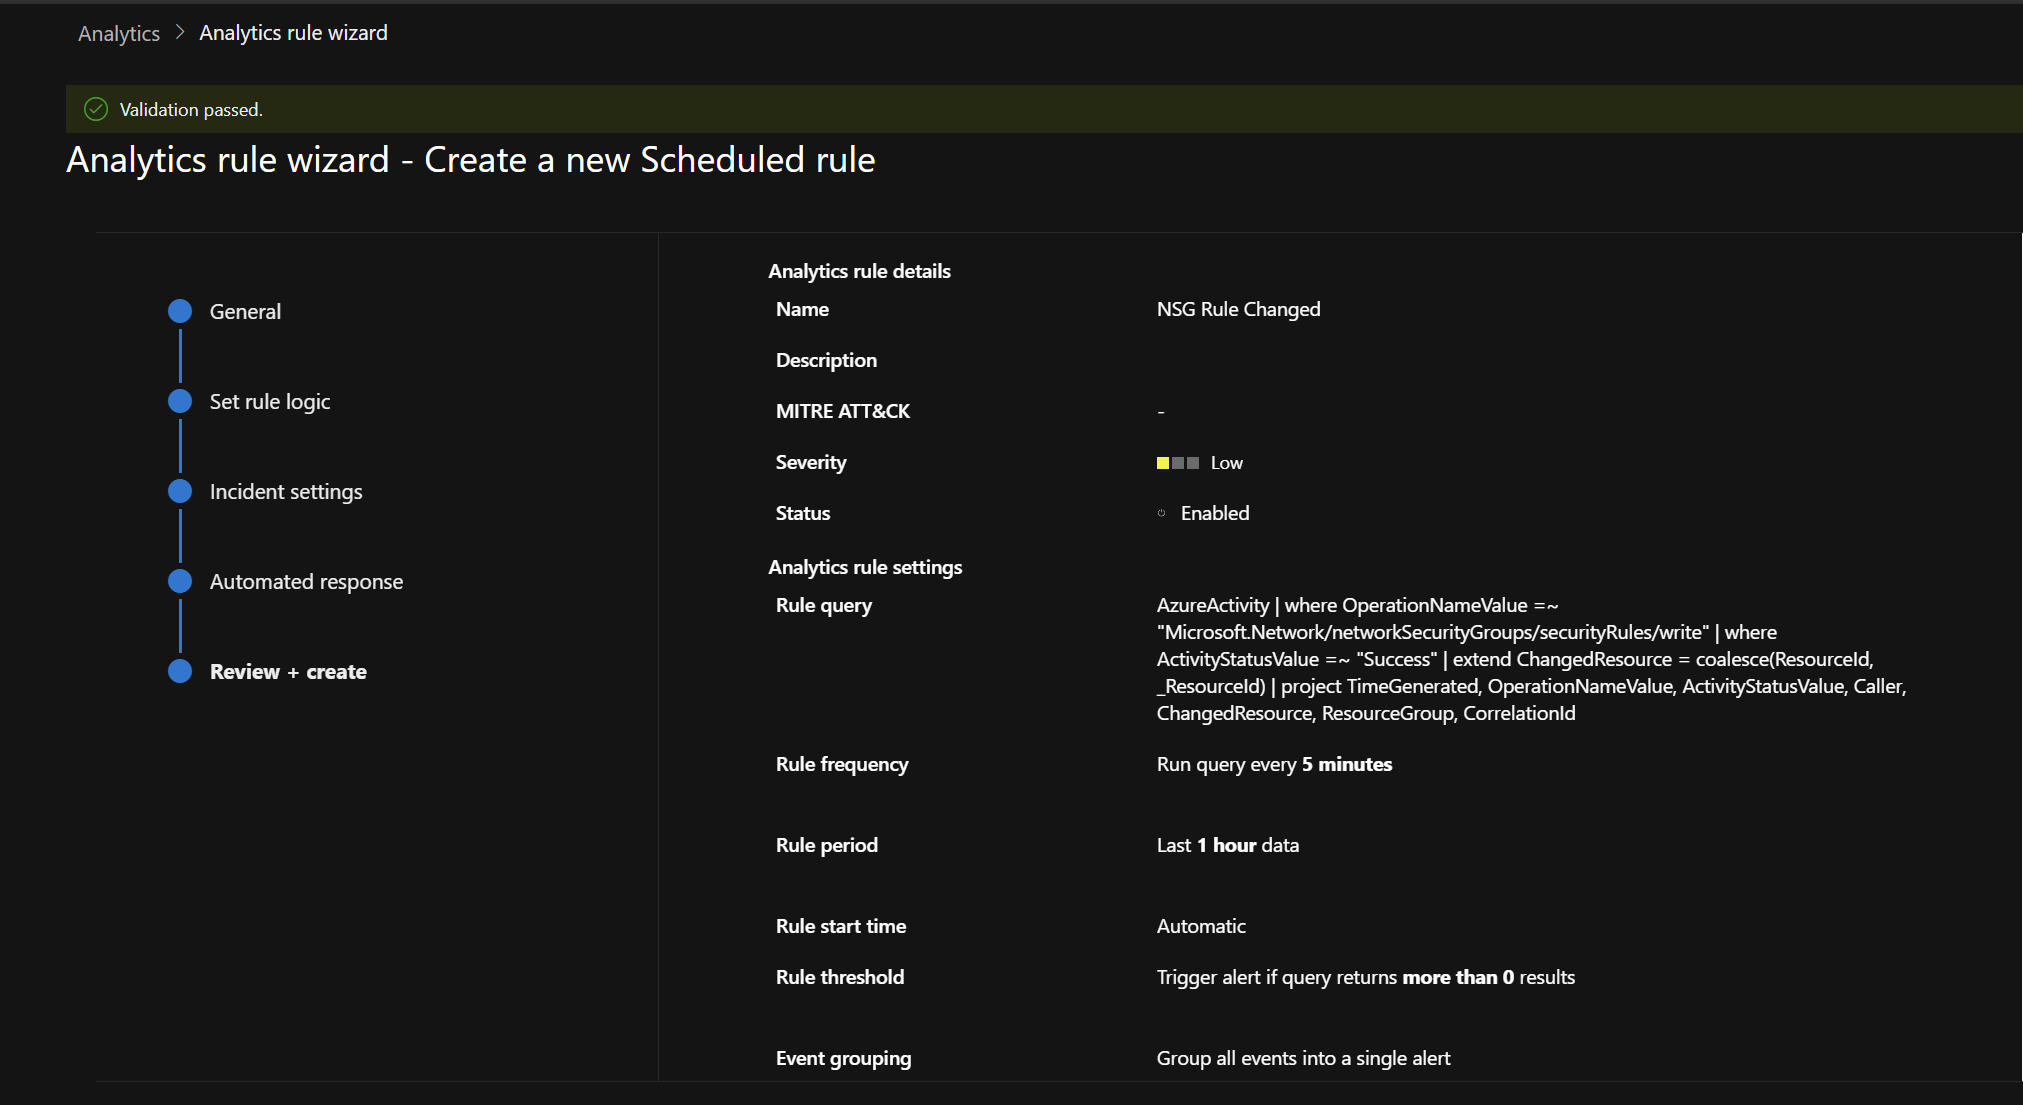 Analytics > Analytics rule wizard
Validation passed.
Analytics rule wizard - Create a new Scheduled rule
General
Set rule logic
Incident settings
Automated response
Review + create
Analytics rule details
Name NSG Rule Changed
Description
MITRE ATT&CK -
Severity Low
Status Enabled
Analytics rule settings
Rule query AzureActivity | where OperationNameValue =~
"Microsoft.Network/networkSecurityGroups/securityRules/write" | where
ActivityStatusValue =~ "Success" | extend ChangedResource = coalesce(ResourceId,
_ResourceId) | project TimeGenerated, OperationNameValue, ActivityStatusValue, Caller,
ChangedResource, ResourceGroup, CorrelationId
Rule frequency Run query every 5 minutes
Rule period Last 1 hour data
Rule start time Automatic
Rule threshold Trigger alert if query returns more than 0 results
Event grouping Group all events into a single alert